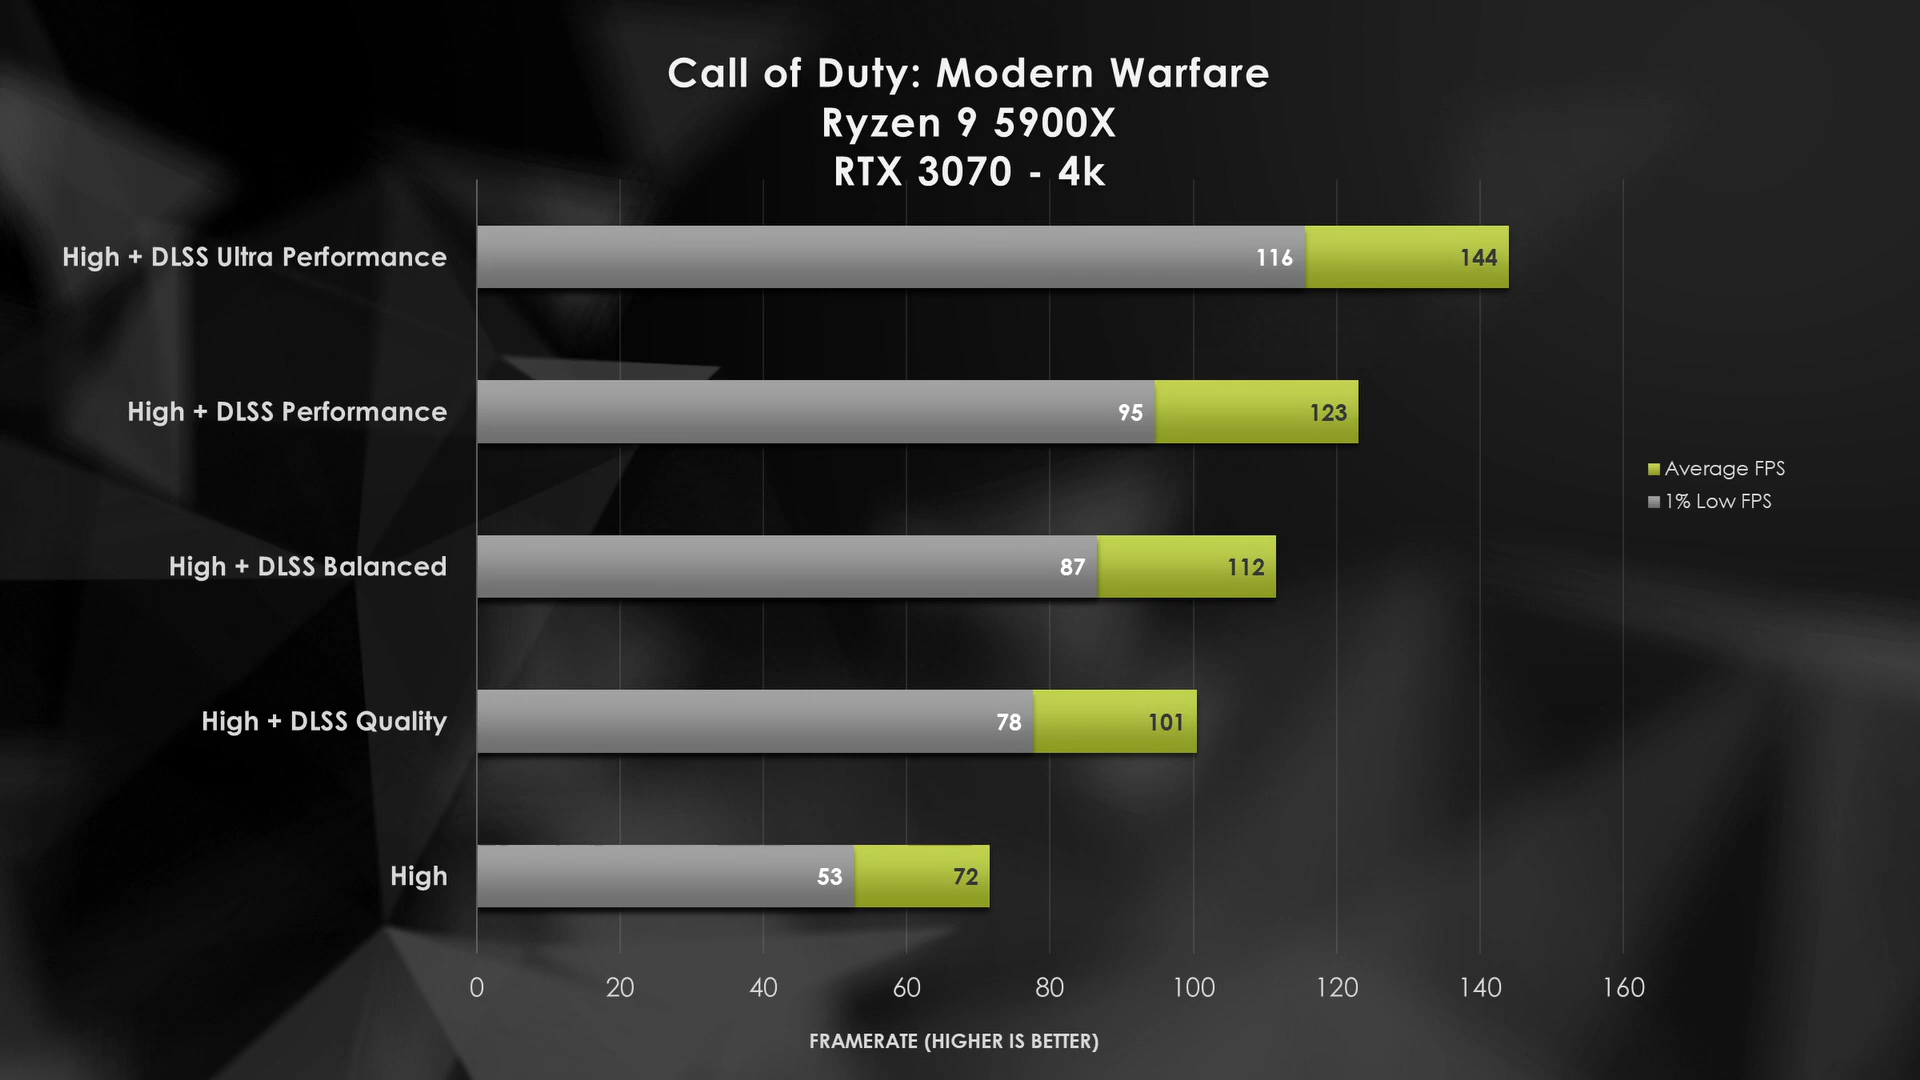 Call of Duty: Modern Warfare
Ryzen 9 5900X
RTX 3070 - 4k
High + DLSS Ultra Performance 116 144
High + DLSS Performance 95 123
Average FPS
1% Low FPS
High + DLSS Balanced 87 112
High + DLSS Quality 78 101
High 53 72
0 20 40 60 80 100 120 140 160
FRAMERATE (HIGHER IS BETTER)